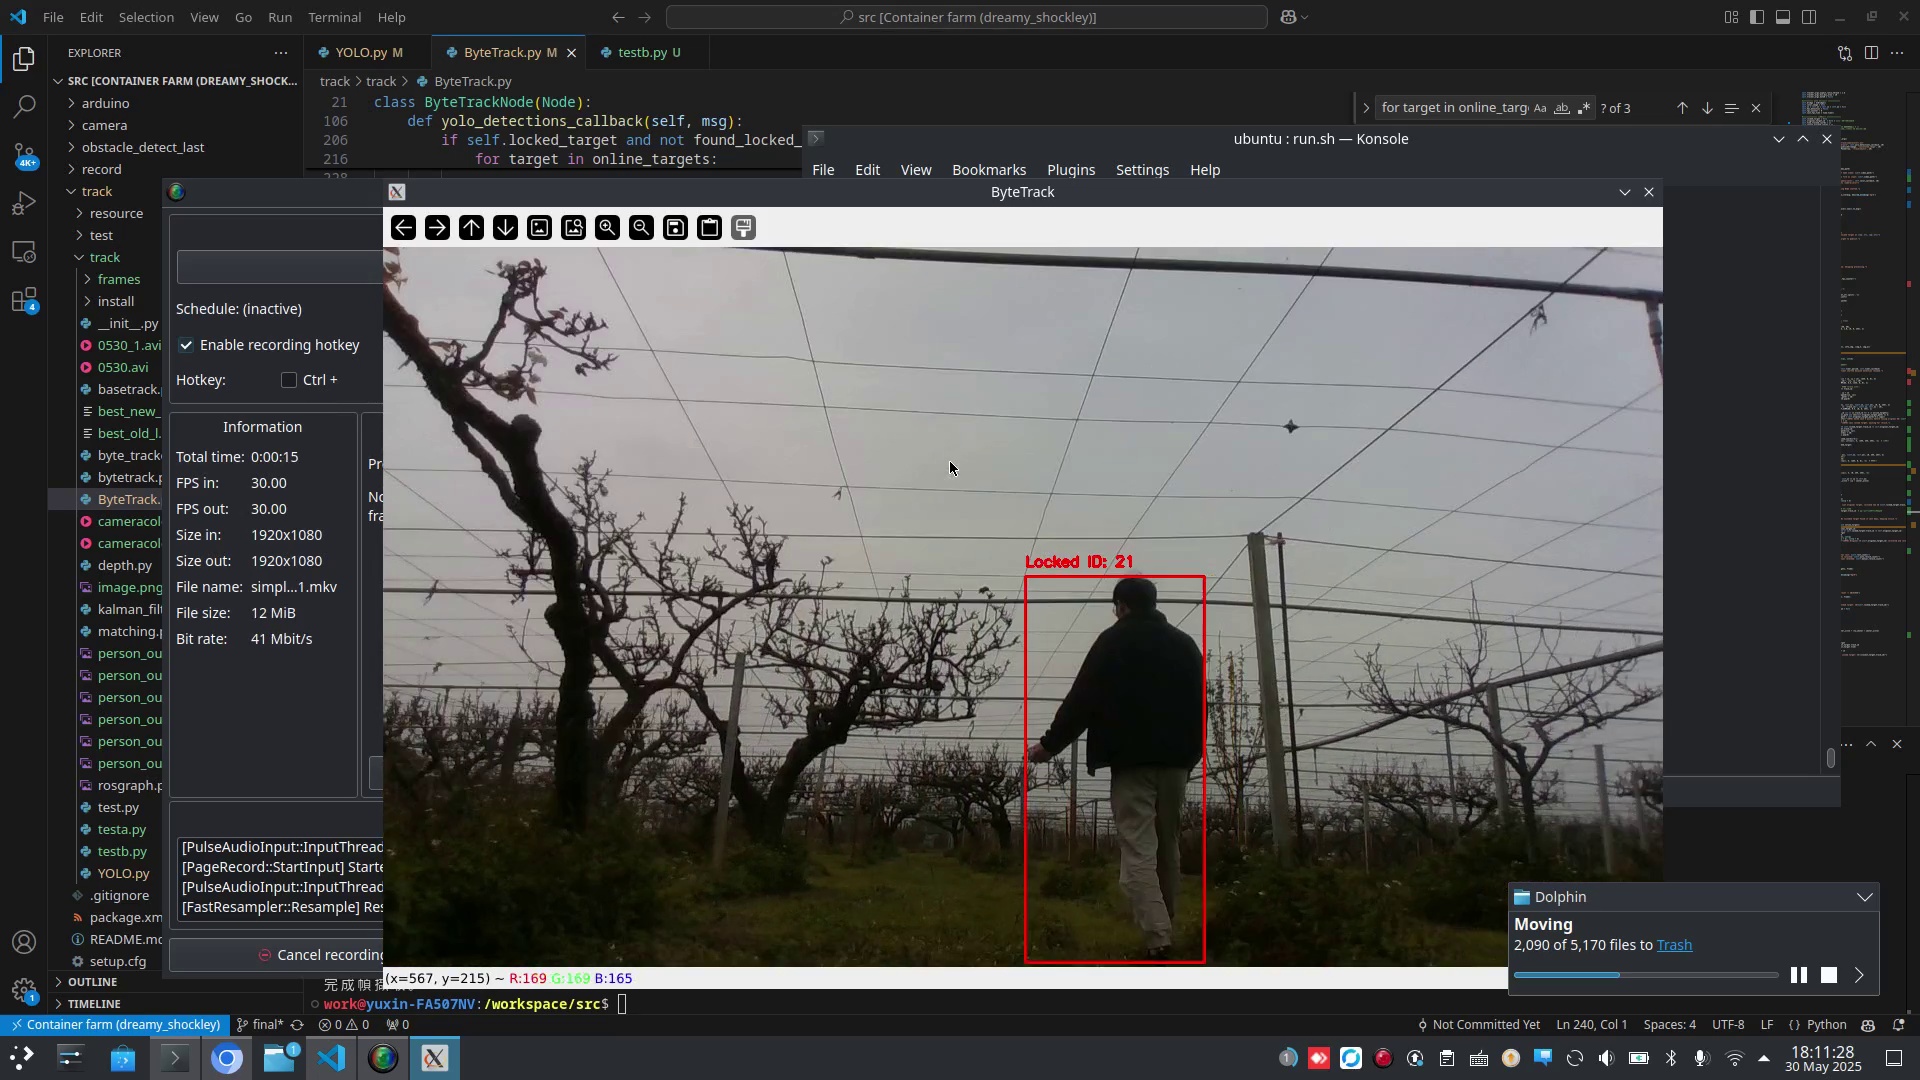 File Edit Selection View Go Run Terminal Help
src [Container farm (dreamy_shockley)]
EXPLORER
YOLO.py M
ByteTrack.py M
testb.py U
SRC [CONTAINER FARM (DREAMY_SHOCK...
track > track > ByteTrack.py
arduino
camera
obstacle_detect_last
record
track
resource
test
track
frames
install
__init__.py
0530_1.avi
0530.avi
basetrack.
best_new_
best_old_l.
byte_track
bytetrack.p
ByteTrack.
cameracol
cameracol
depth.py
image.png
kalman_filt
matching.p
person_ou
person_ou
person_ou
person_ou
person_ou
person_ou
rosgraph.p
test.py
testa.py
testb.py
YOLO.py
.gitignore
package.xm
README.md
setup.cfg
OUTLINE
TIMELINE
21 class ByteTrackNode(Node):
106 def yolo_detections_callback(self, msg):
206 if self.locked_target and not found_locked_
216 for target in online_targets:
for target in online_targ
Aa ab ? of 3
ubuntu : run.sh — Konsole
File Edit View Bookmarks Plugins Settings Help
ByteTrack
Schedule: (inactive)
Enable recording hotkey
Hotkey: Ctrl +
Information
Total time: 0:00:15
FPS in: 30.00
FPS out: 30.00
Size in: 1920x1080
Size out: 1920x1080
File name: simpl...1.mkv
File size: 12 MiB
Bit rate: 41 Mbit/s
Pr
No
fra
[PulseAudioInput::InputThread
[PageRecord::StartInput] Starte
[PulseAudioInput::InputThread
[FastResampler::Resample] Res
Cancel recording
Locked ID: 21
(x=567, y=215) ~ R:169 G:169 B:165
work@yuxin-FA507NV:/workspace/src$
Dolphin
Moving
2,090 of 5,170 files to Trash
Container farm (dreamy_shockley) final* 0 0 0
Not Committed Yet Ln 240, Col 1 Spaces: 4 UTF-8 LF {} Python
4K+
4
1
1
1
18:11:28
30 May 2025